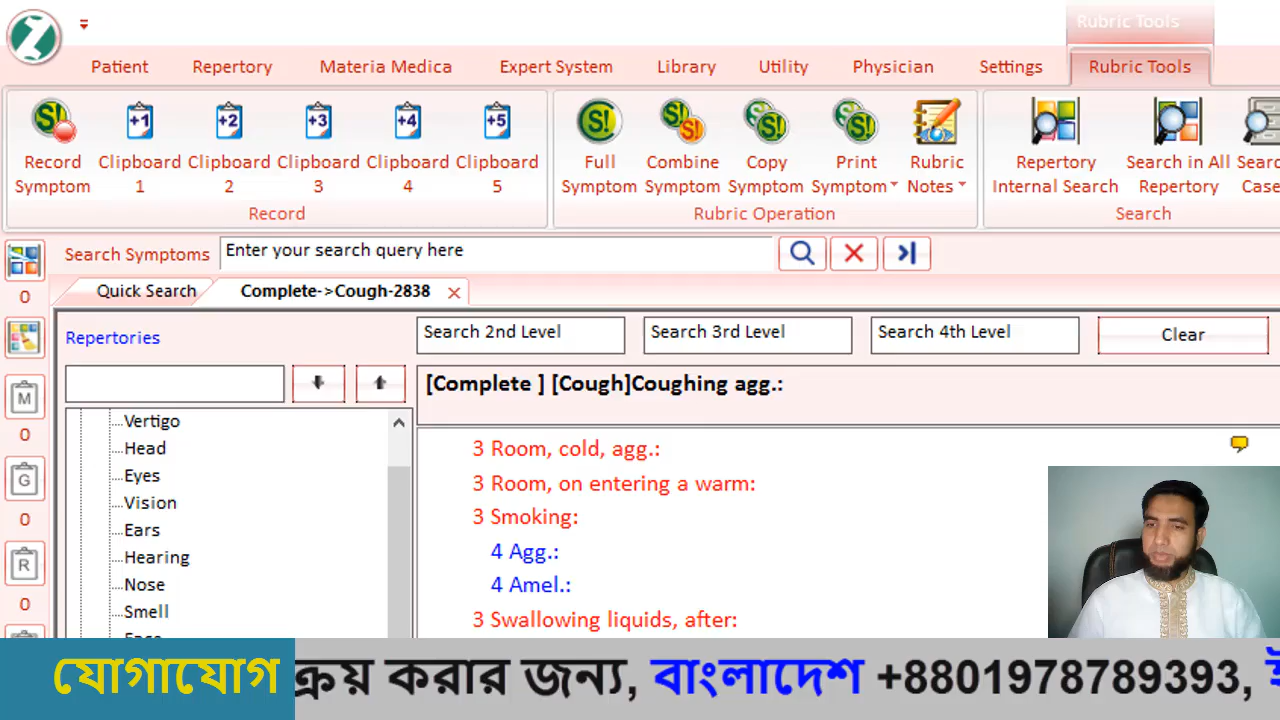 Rubric Tools
Patient Repertory Materia Medica Expert System Library Utility Physician Settings Rubric Tools
Record Symptom
+1 Clipboard 1
+2 Clipboard 2
+3 Clipboard 3
+4 Clipboard 4
+5 Clipboard 5
Full Symptom
Combine Symptom
Copy Symptom
Print Symptom
Rubric Notes
Repertory Internal Search
Search in All Repertory
Record Rubric Operation Search
Search Symptoms Enter your search query here
0 Quick Search Complete->Cough-2838
Repertories Search 2nd Level Search 3rd Level Search 4th Level Clear
[Complete ] [Cough]Coughing agg.:
M
0
G
0
R
0
Vertigo
Head
Eyes
Vision
Ears
Hearing
Nose
Smell
3 Room, cold, agg.:
3 Room, on entering a warm:
3 Smoking:
4 Agg.:
4 Amel.:
3 Swallowing liquids, after:
যোগাযোগ ক্রয় করার জন্য, বাংলাদেশ +8801978789393,